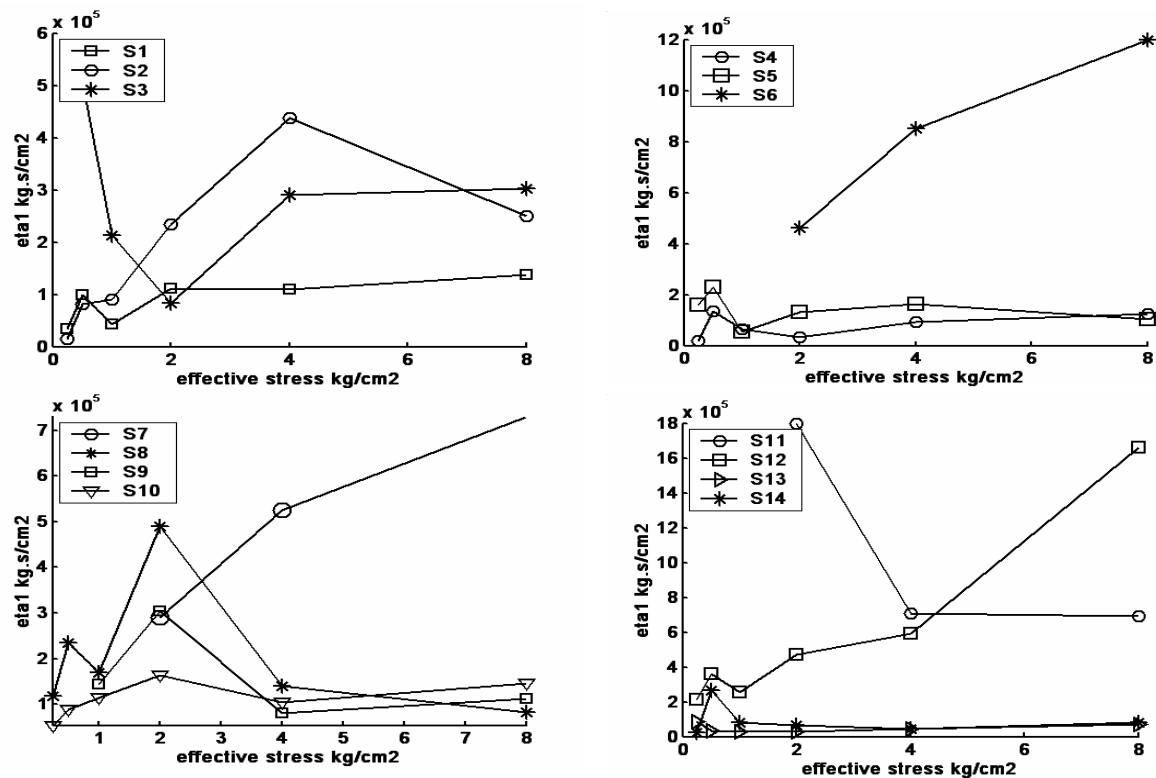 x 10^5
6
5
4
3
2
1
0
eta1 kg.s/cm2
S1
S2
S3
0 2 4 6 8
effective stress kg/cm2
x 10^5
12
10
8
6
4
2
0
eta1 kg.s/cm2
S4
S5
S6
0 2 4 6 8
effective stress kg/cm2
x 10^5
7
6
5
4
3
2
1
eta1 kg.s/cm2
S7
S8
S9
S10
1 2 3 4 5 6 7 8
effective stress kg/cm2
x 10^5
18
16
14
12
10
8
6
4
2
0
eta1 kg.s/cm2
S11
S12
S13
S14
0 2 4 6 8
effective stress kg/cm2